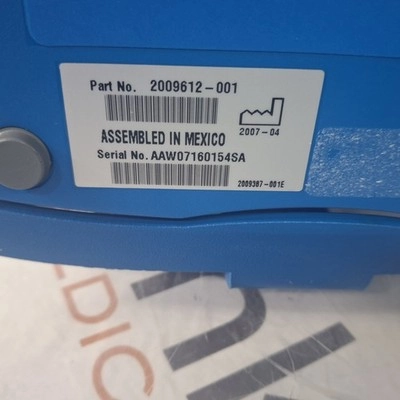 Part No. 2009612-001
2007-04
ASSEMBLED IN MEXICO
Serial No. AAW07160154SA
2009387-001E